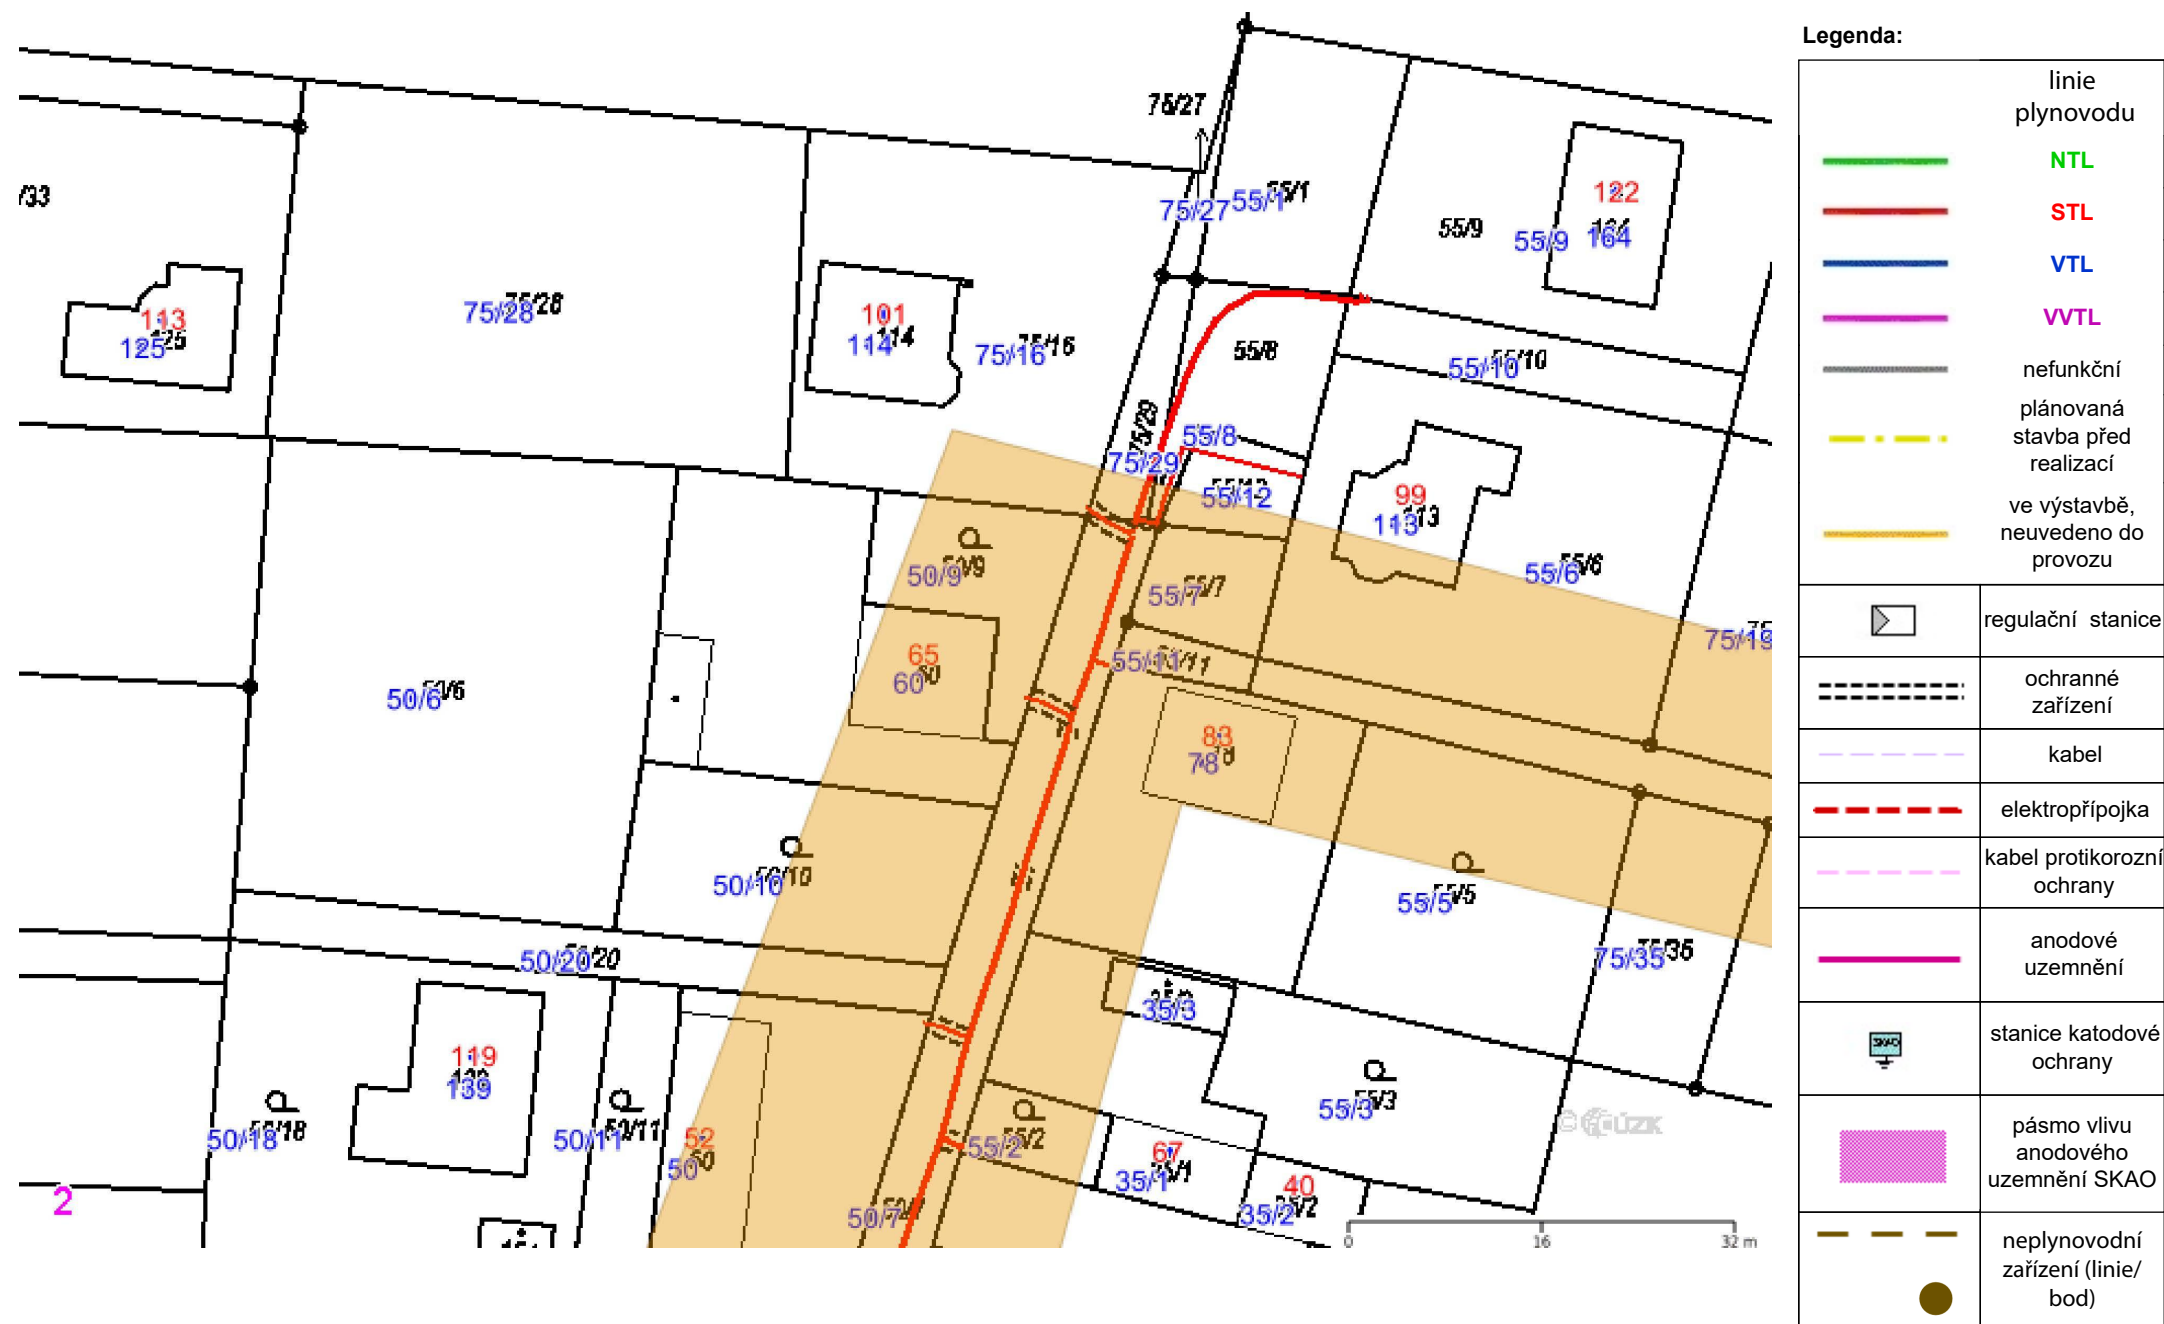 Legenda:
linie
plynovodu
NTL
STL
VTL
VVTL
nefunkční
plánovaná
stavba před
realizací
ve výstavbě,
neuvedeno do
provozu
regulační stanice
ochranné
zařízení
kabel
elektropřípojka
kabel protikorozní
ochrany
anodové
uzemnění
SKAO
stanice katodové
ochrany
pásmo vlivu
anodového
uzemnění SKAO
neplynovodní
zařízení (linie/
bod)
75/27
/33
75/27
55/1
55/9
55/9
122
164
113
125
75/28
101
114
75/16
55/8
55/10
75/29
55/8
75/29
55/12
99
113
55/6
50/9
55/7
75/19
65
60
55/11
50/6
83
78
50/10
55/5
50/20
75/35
35/3
119
139
50/18
50/11
52
50
55/2
55/3
67
35/1
40
35/2
50/7
2
0 16 32 m
© ČÚZK